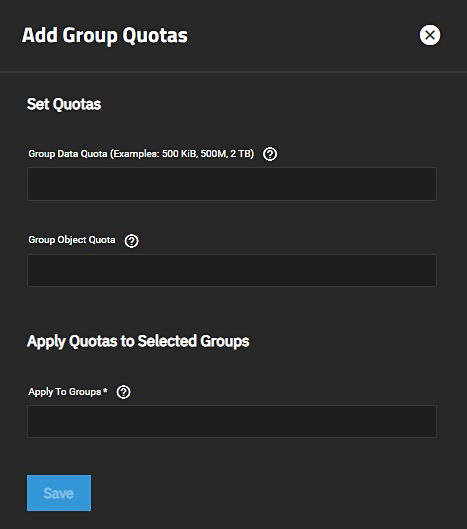 Add Group Quotas
Set Quotas
Group Data Quota (Examples: 500 KiB, 500M, 2 TB)
Group Object Quota
Apply Quotas to Selected Groups
Apply To Groups *
Save